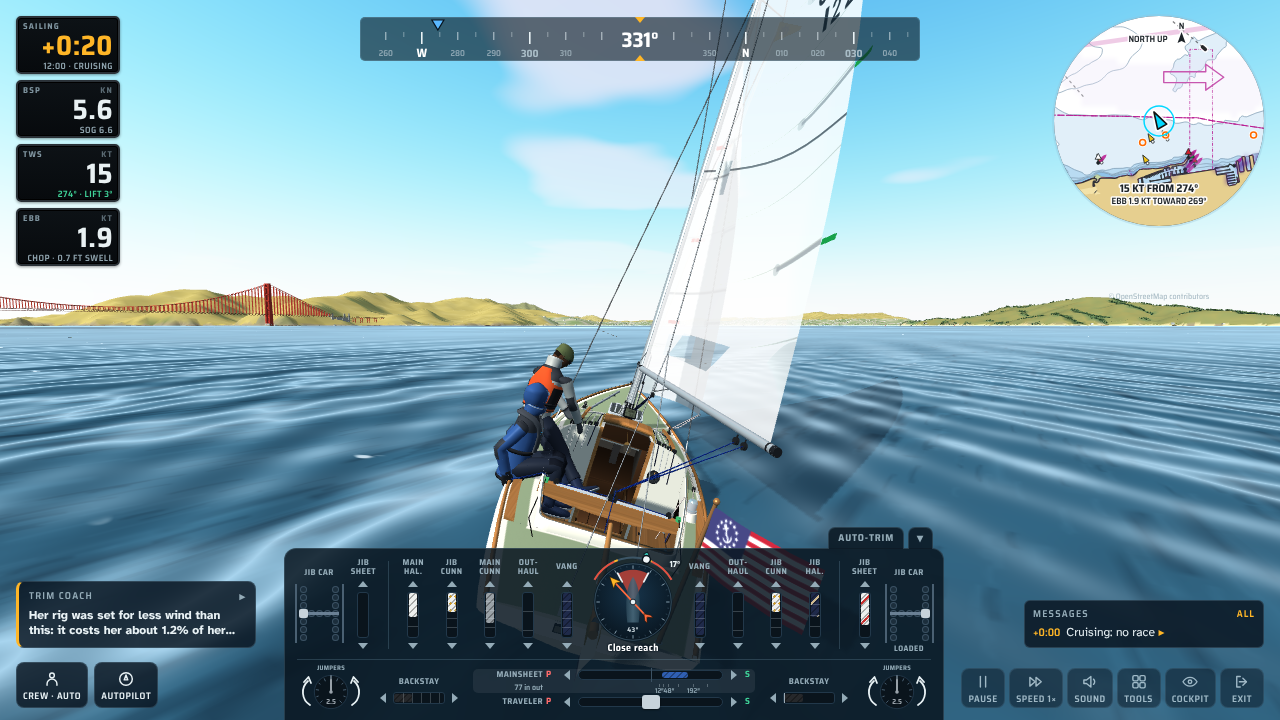 SAILING
+0:20
12:00 · CRUISING
BSP KN
5.6
SOG 6.6
TWS KT
15
274° · LIFT 3°
EBB KT
1.9
CHOP · 0.7 FT SWELL
260 W 280 290 300 310 331° 350 N 010 020 030 040
NORTH UP N
15 KT FROM 274°
EBB 1.9 KT TOWARD 269°
© OpenStreetMap contributors
TRIM COACH ▶
Her rig was set for less wind than
this: it costs her about 1.2% of her...
CREW · AUTO
AUTOPILOT
AUTO-TRIM ▼
JIB CAR
JIB SHEET
MAIN HAL.
JIB CUNN
MAIN CUNN
OUT-HAUL
VANG
17°
43°
Close reach
VANG
OUT-HAUL
JIB CUNN
JIB HAL.
JIB SHEET
JIB CAR
LOADED
JUMPERS
2.5
BACKSTAY
MAINSHEET P S
77 in out
12°48° 192°
TRAVELER P S
BACKSTAY
JUMPERS
2.5
MESSAGES ALL
+0:00 Cruising: no race ▸
PAUSE
SPEED 1×
SOUND
TOOLS
COCKPIT
EXIT